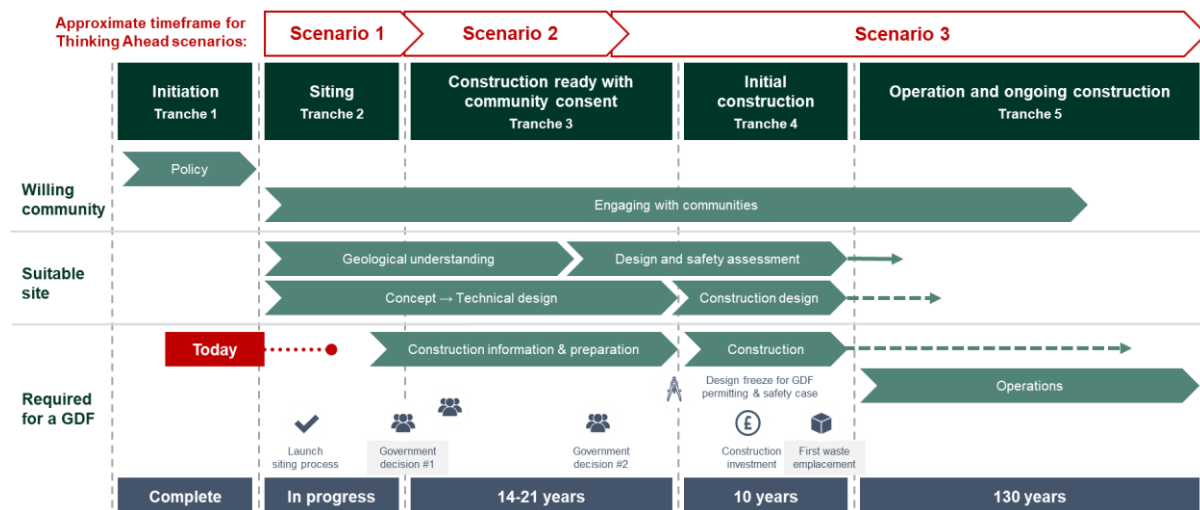 Approximate timeframe for
Thinking Ahead scenarios:
Scenario 1
Scenario 2
Scenario 3
Initiation
Tranche 1
Siting
Tranche 2
Construction ready with
community consent
Tranche 3
Initial
construction
Tranche 4
Operation and ongoing construction
Tranche 5
Willing
community
Policy
Engaging with communities
Suitable
site
Geological understanding
Design and safety assessment
Concept → Technical design
Construction design
Required
for a GDF
Today
Construction information & preparation
Construction
Operations
Design freeze for GDF
permitting & safety case
£
Launch
siting process
Government
decision #1
Government
decision #2
Construction
investment
First waste
emplacement
Complete
In progress
14-21 years
10 years
130 years